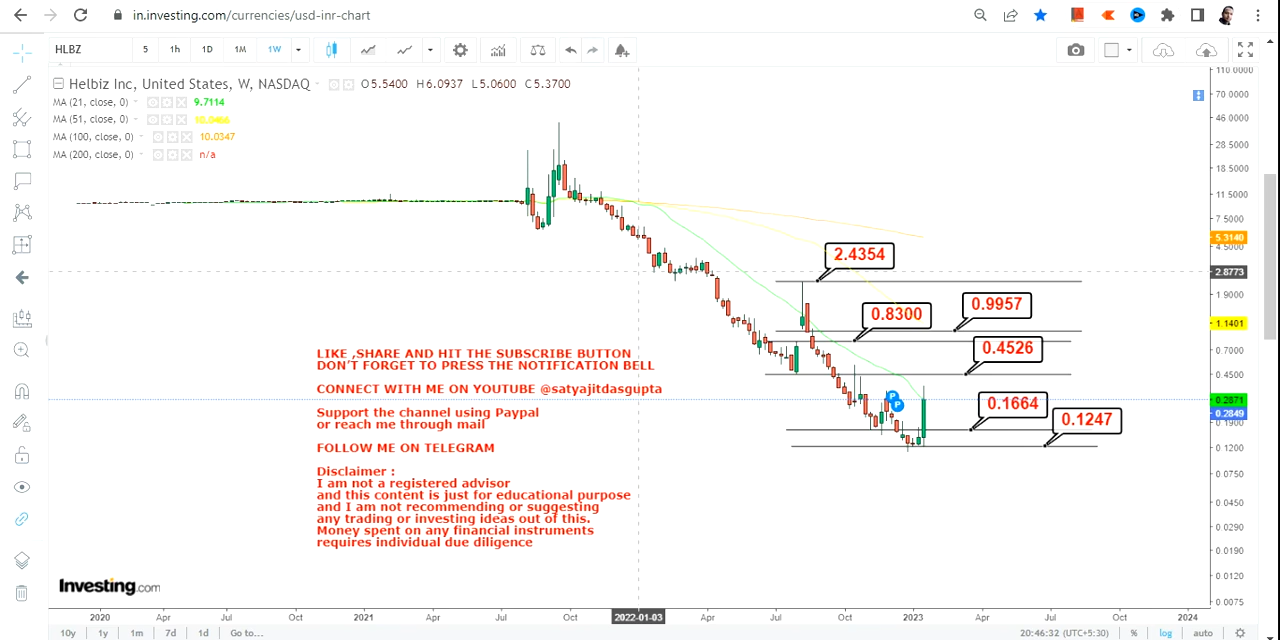 in.investing.com/currencies/usd-inr-chart
HLBZ 5 1h 1D 1M 1W
Helbiz Inc, United States, W, NASDAQ O5.5400 H6.0937 L5.0600 C5.3700
MA (21, close, 0) 9.7114
MA (51, close, 0)
MA (100, close, 0) 10.0347
MA (200, close, 0) n/a
110.0000
70.0000
46.0000
28.5000
18.5000
11.5000
7.5000
5.3140
4.5000
2.8773
1.9000
1.1401
0.7000
0.4500
0.2871
0.2849
0.1900
0.1200
0.0750
0.0450
0.0290
0.0190
0.0120
0.0075
2.4354
0.9957
0.8300
0.4526
0.1664
0.1247
P
P
LIKE ,SHARE AND HIT THE SUBSCRIBE BUTTON
DON'T FORGET TO PRESS THE NOTIFICATION BELL
CONNECT WITH ME ON YOUTUBE @satyajitdasgupta
Support the channel using Paypal
or reach me through mail
FOLLOW ME ON TELEGRAM
Disclaimer :
I am not a registered advisor
and this content is just for educational purpose
and I am not recommending or suggesting
any trading or investing ideas out of this.
Money spent on any financial instruments
requires individual due diligence
Investing.com
2020 Apr Jul Oct 2021 Apr Jul Oct 2022-01-03 Apr Jul Oct 2023 Apr Jul Oct 2024
10y 1y 1m 7d 1d Go to... 20:46:32 (UTC+5:30) % log auto